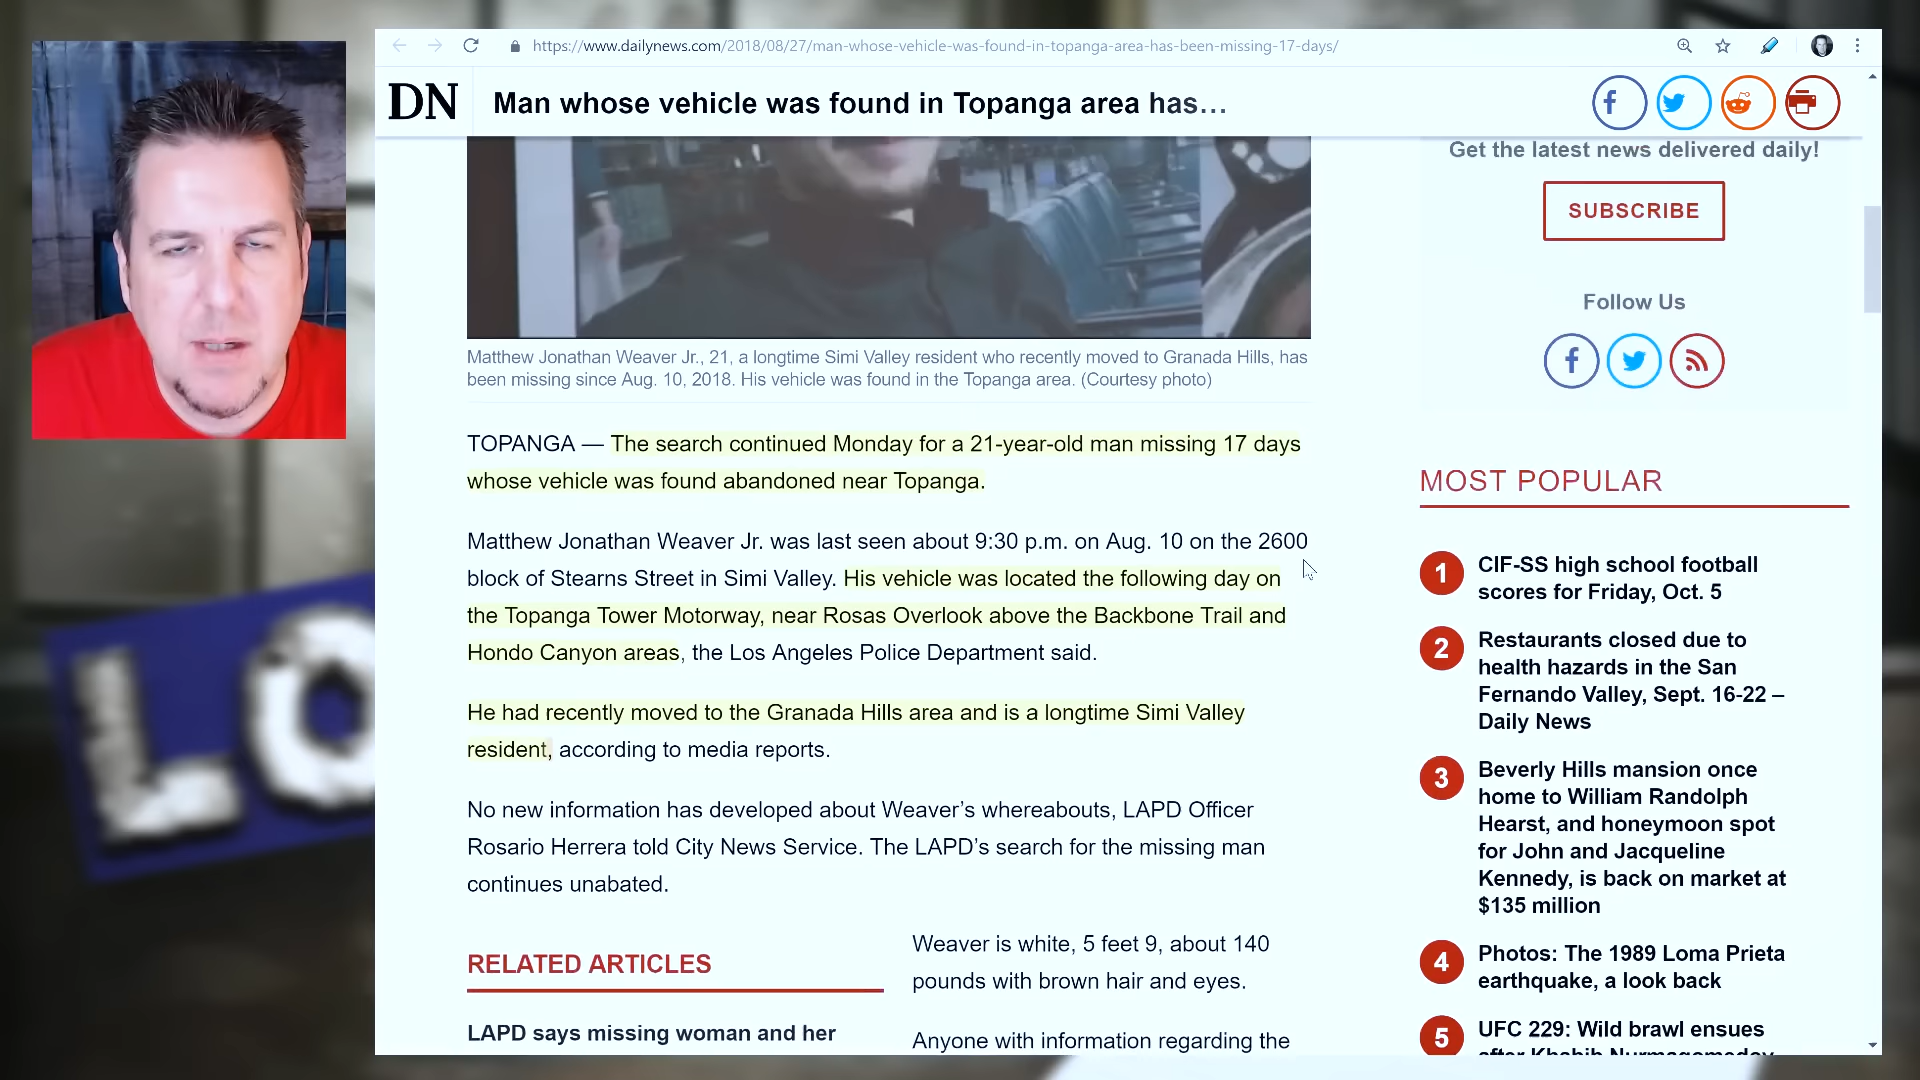 https://www.dailynews.com/2018/08/27/man-whose-vehicle-was-found-in-topanga-area-has-been-missing-17-days/
DN
Man whose vehicle was found in Topanga area has...
Matthew Jonathan Weaver Jr., 21, a longtime Simi Valley resident who recently moved to Granada Hills, has
been missing since Aug. 10, 2018. His vehicle was found in the Topanga area. (Courtesy photo)
TOPANGA — The search continued Monday for a 21-year-old man missing 17 days
whose vehicle was found abandoned near Topanga.
Matthew Jonathan Weaver Jr. was last seen about 9:30 p.m. on Aug. 10 on the 2600
block of Stearns Street in Simi Valley. His vehicle was located the following day on
the Topanga Tower Motorway, near Rosas Overlook above the Backbone Trail and
Hondo Canyon areas, the Los Angeles Police Department said.
He had recently moved to the Granada Hills area and is a longtime Simi Valley
resident, according to media reports.
No new information has developed about Weaver's whereabouts, LAPD Officer
Rosario Herrera told City News Service. The LAPD's search for the missing man
continues unabated.
RELATED ARTICLES
LAPD says missing woman and her
Weaver is white, 5 feet 9, about 140
pounds with brown hair and eyes.
Anyone with information regarding the
Get the latest news delivered daily!
SUBSCRIBE
Follow Us
MOST POPULAR
1 CIF-SS high school football
scores for Friday, Oct. 5
2 Restaurants closed due to
health hazards in the San
Fernando Valley, Sept. 16-22 –
Daily News
3 Beverly Hills mansion once
home to William Randolph
Hearst, and honeymoon spot
for John and Jacqueline
Kennedy, is back on market at
$135 million
4 Photos: The 1989 Loma Prieta
earthquake, a look back
5 UFC 229: Wild brawl ensues
after Khabib Nurmagomedov
LO